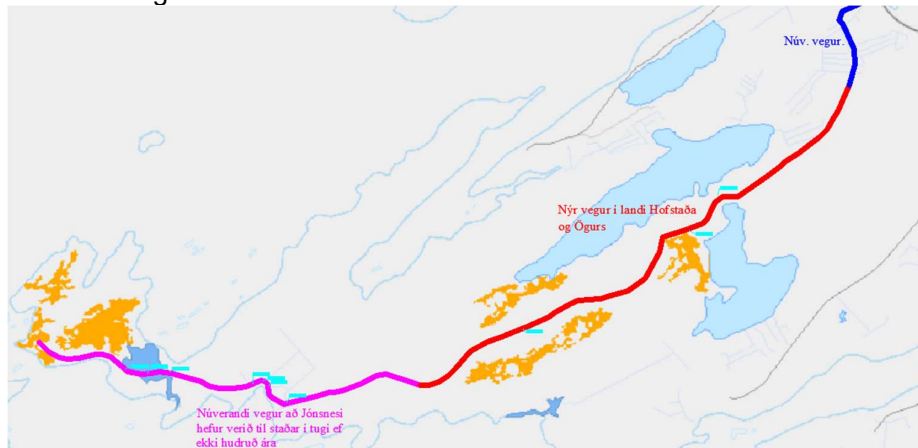 Núv. vegur.
Nýr vegur í landi Hofstaða
og Ögurs
Núverandi vegur að Jónsnesi
hefur verið til staðar í tugi ef
ekki hudruð ára